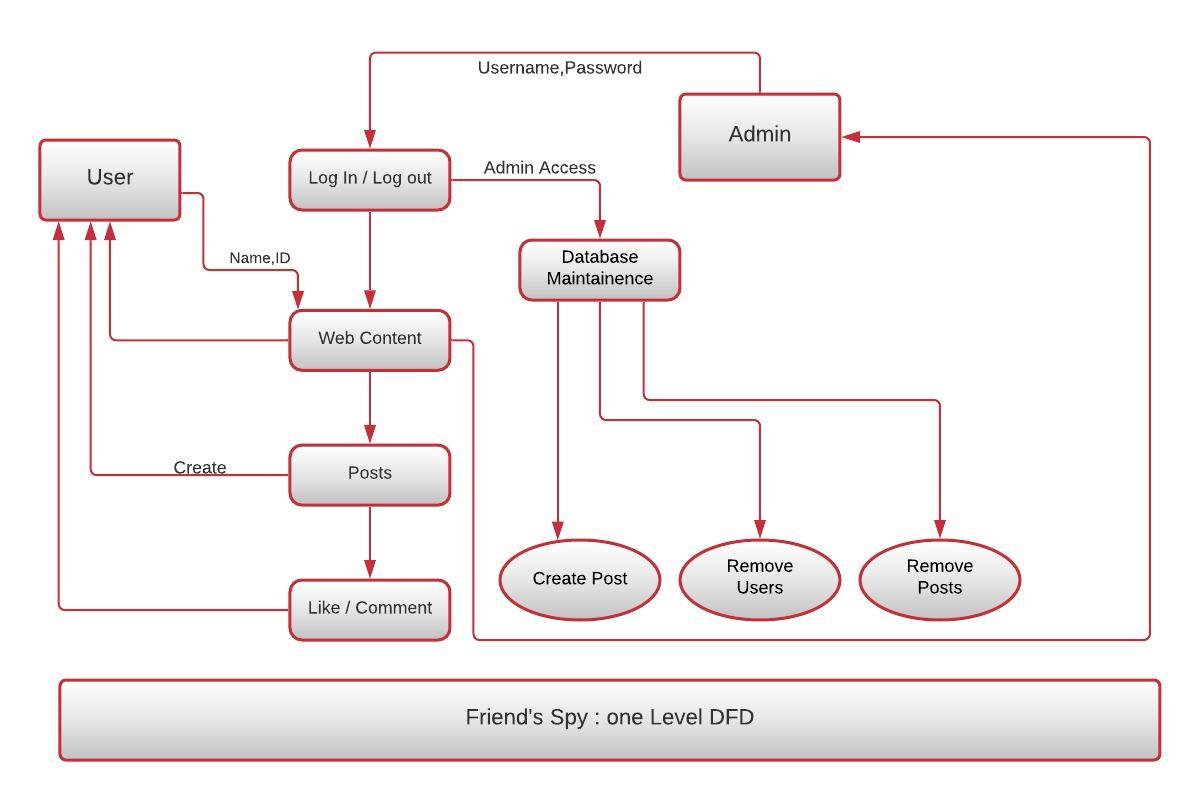 Username,Password
Admin
User
Log In / Log out
Admin Access
Name,ID
Database
Maintainence
Web Content
Create
Posts
Like / Comment
Create Post
Remove
Users
Remove
Posts
Friend's Spy : one Level DFD